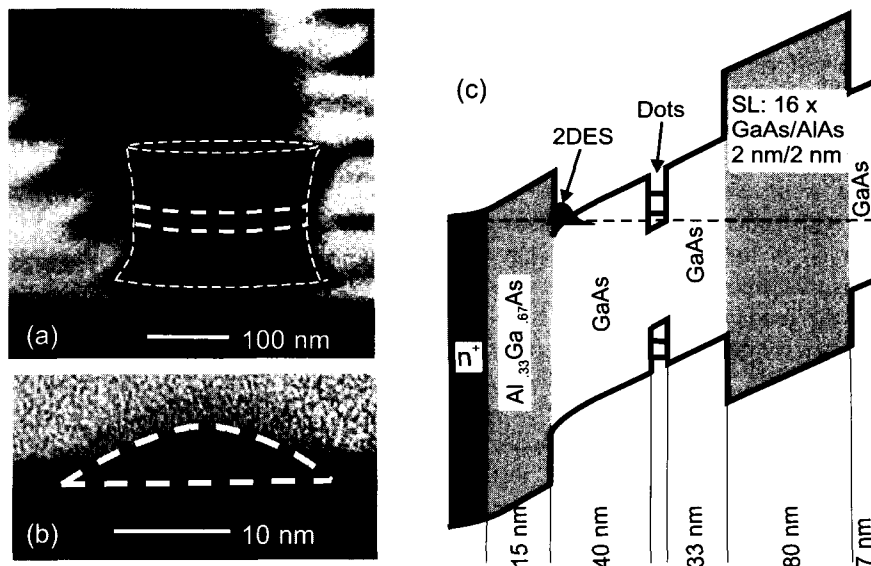 (a)
100 nm
(b)
10 nm
(c)
2DES
Dots
SL: 16 x
GaAs/AlAs
2 nm/2 nm
GaAs
GaAs
GaAs
Al.33Ga.67As
n+
15 nm
40 nm
33 nm
80 nm
7 nm